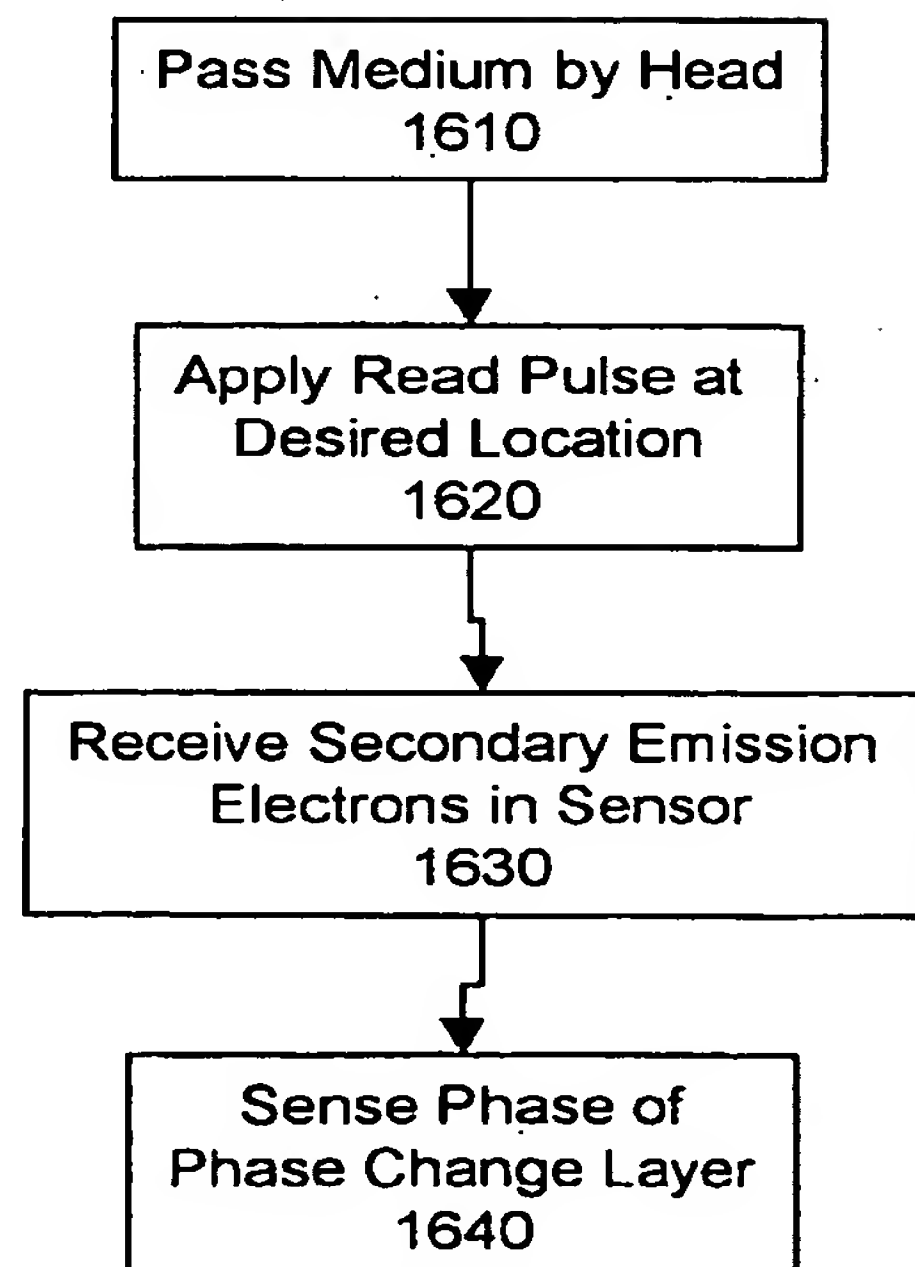 Pass Medium by Head
1610
Apply Read Pulse at
Desired Location
1620
Receive Secondary Emission
Electrons in Sensor
1630
Sense Phase of
Phase Change Layer
1640